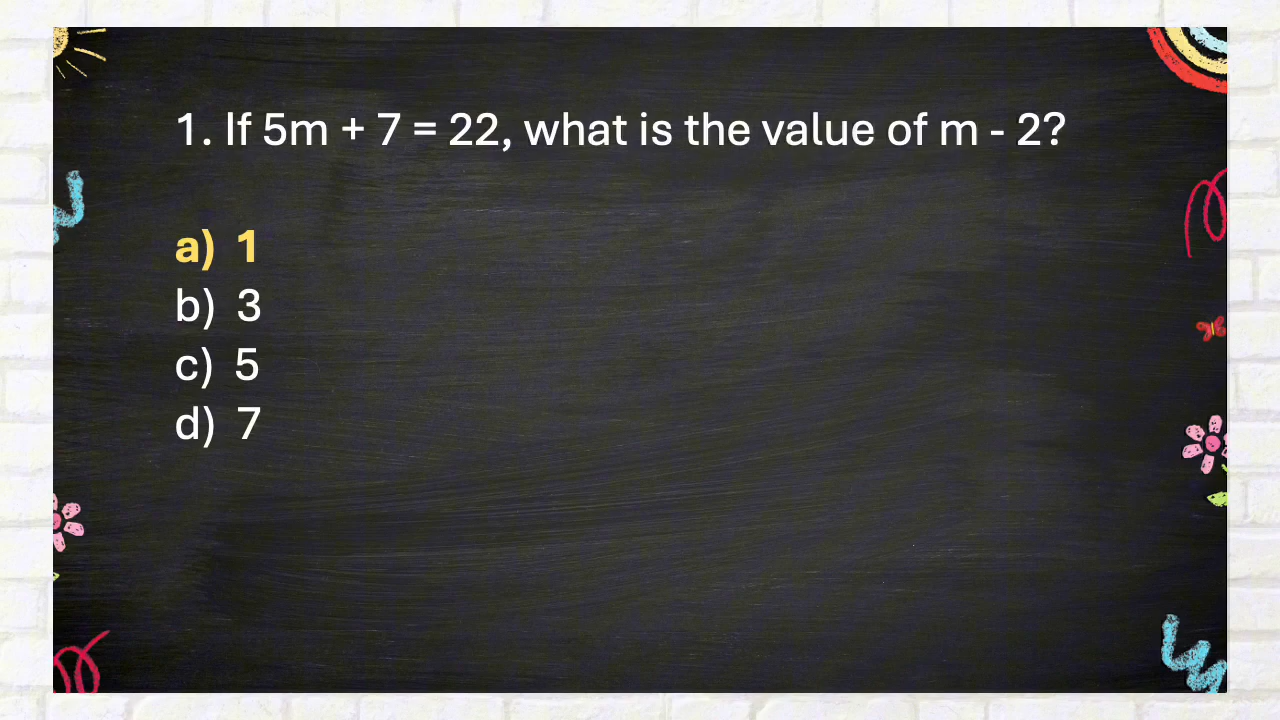 1. If 5m + 7 = 22, what is the value of m - 2?
a) 1
b) 3
c) 5
d) 7